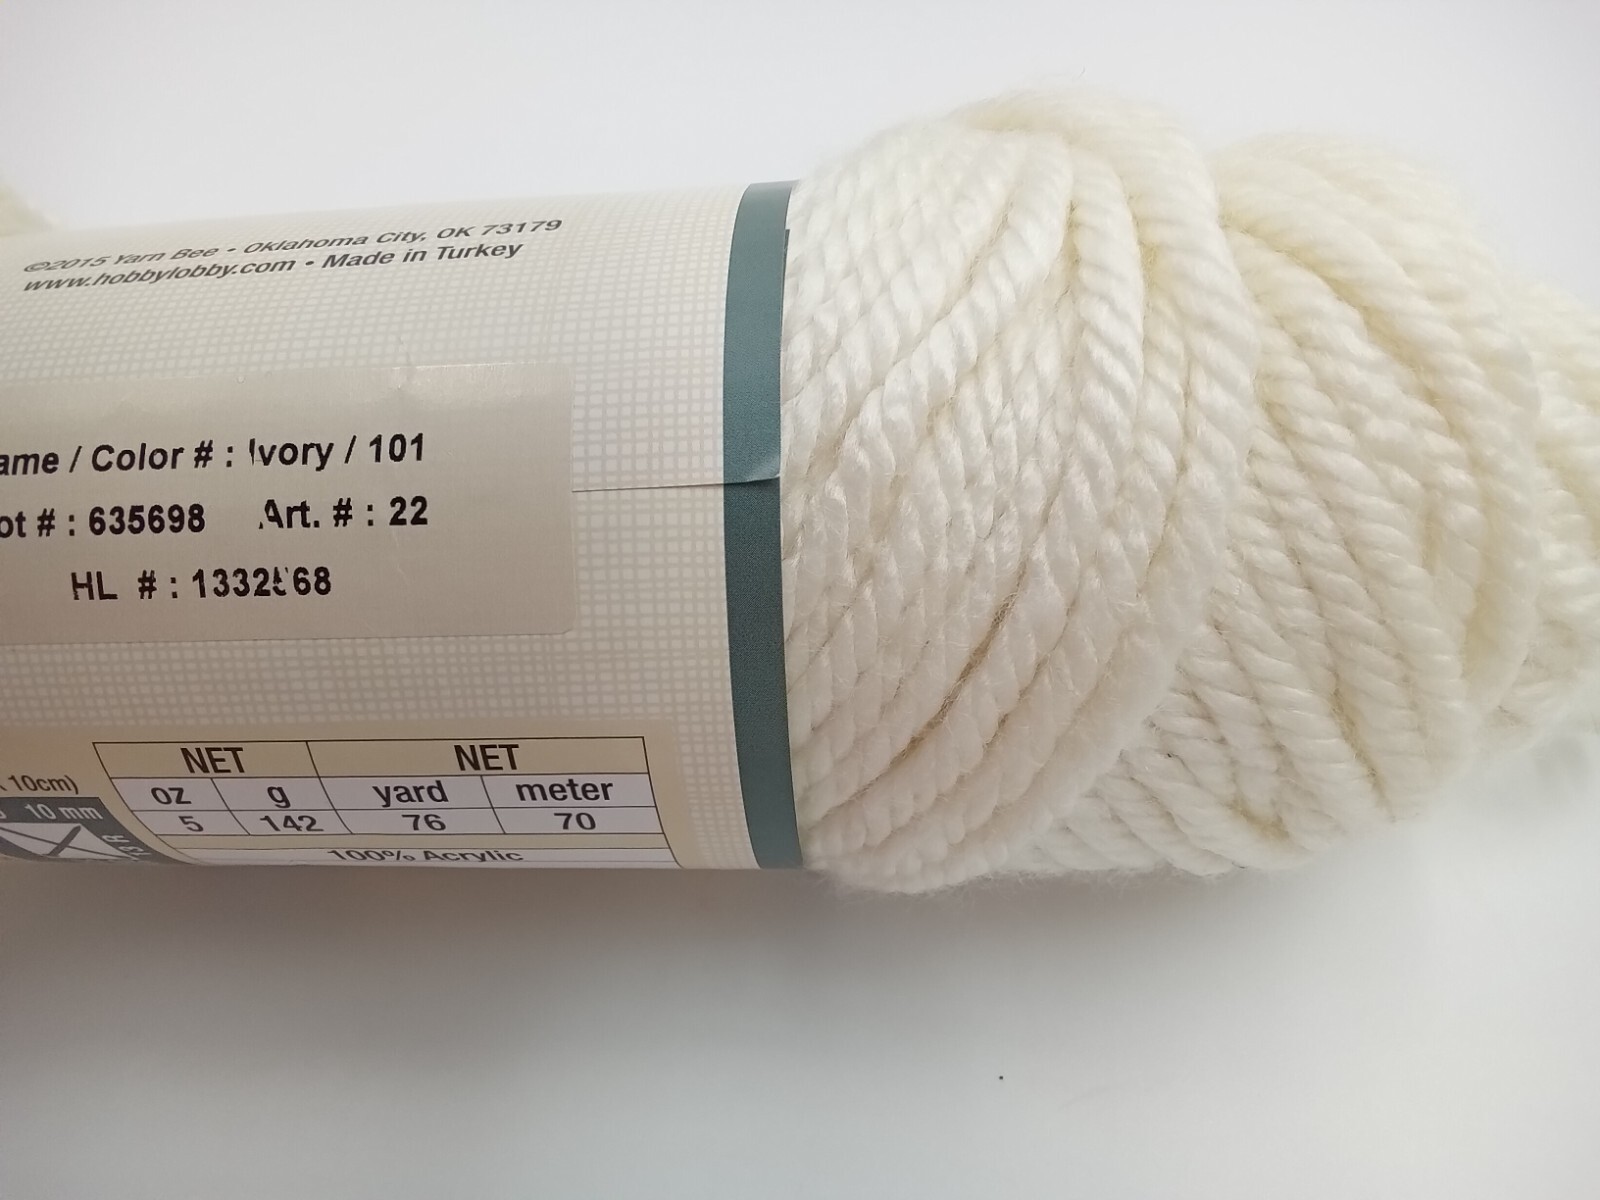 ©2015 Yarn Bee • Oklahoma City, OK 73179
www.hobbylobby.com • Made in Turkey
ame / Color # : Ivory / 101
ot # : 635698 Art. # : 22
HL # :
NET NET
10cm)
oz g yard meter
10 mm
5 142 76 70
100% Acrylic